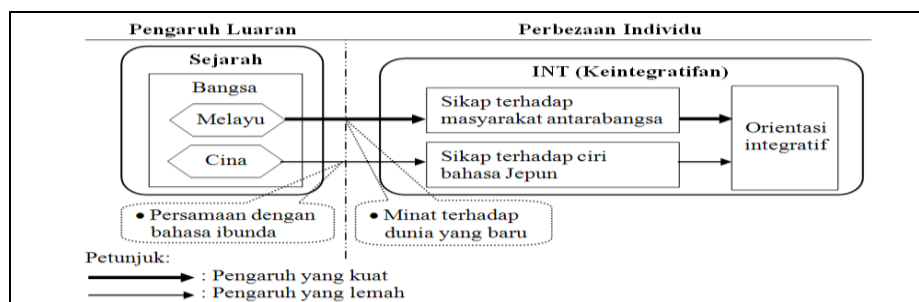 Pengaruh Luaran
Perbezaan Individu
Sejarah
Bangsa
Melayu
Cina
INT (Keintegratifan)
Sikap terhadap
masyarakat antarabangsa
Sikap terhadap ciri
bahasa Jepun
Orientasi
integratif
• Persamaan dengan
bahasa ibunda
• Minat terhadap
dunia yang baru
Petunjuk:
: Pengaruh yang kuat
: Pengaruh yang lemah